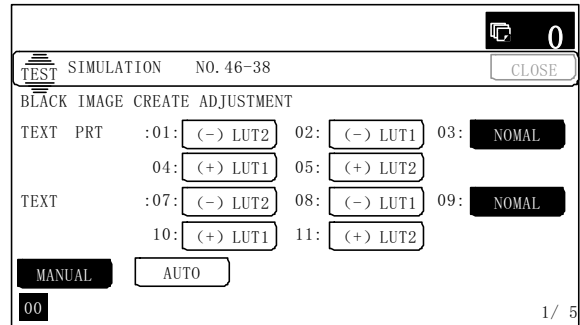 0
TEST SIMULATION NO. 46-38 CLOSE
BLACK IMAGE CREATE ADJUSTMENT
TEXT PRT :01: (-) LUT2 02: (-) LUT1 03: NOMAL
04: (+) LUT1 05: (+) LUT2
TEXT :07: (-) LUT2 08: (-) LUT1 09: NOMAL
10: (+) LUT1 11: (+) LUT2
MANUAL AUTO
00 1/ 5